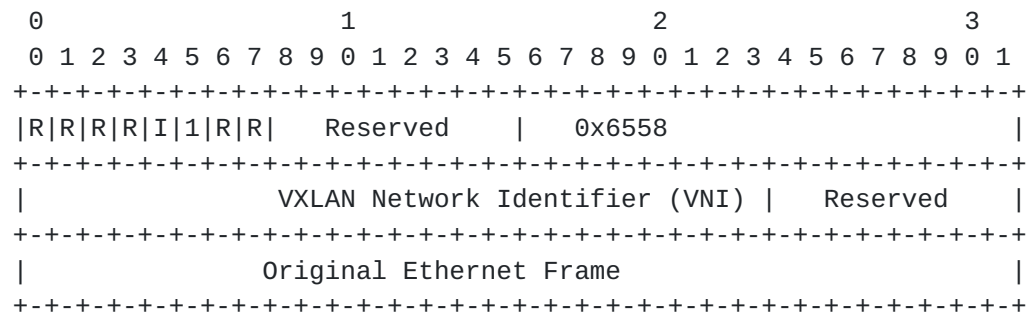 0                   1                   2                   3
 0 1 2 3 4 5 6 7 8 9 0 1 2 3 4 5 6 7 8 9 0 1 2 3 4 5 6 7 8 9 0 1
+-+-+-+-+-+-+-+-+-+-+-+-+-+-+-+-+-+-+-+-+-+-+-+-+-+-+-+-+-+-+-+-+
|R|R|R|R|I|1|R|R|   Reserved    |   0x6558                      |
+-+-+-+-+-+-+-+-+-+-+-+-+-+-+-+-+-+-+-+-+-+-+-+-+-+-+-+-+-+-+-+-+
|                VXLAN Network Identifier (VNI) |   Reserved    |
+-+-+-+-+-+-+-+-+-+-+-+-+-+-+-+-+-+-+-+-+-+-+-+-+-+-+-+-+-+-+-+-+
|               Original Ethernet Frame                         |
+-+-+-+-+-+-+-+-+-+-+-+-+-+-+-+-+-+-+-+-+-+-+-+-+-+-+-+-+-+-+-+-+